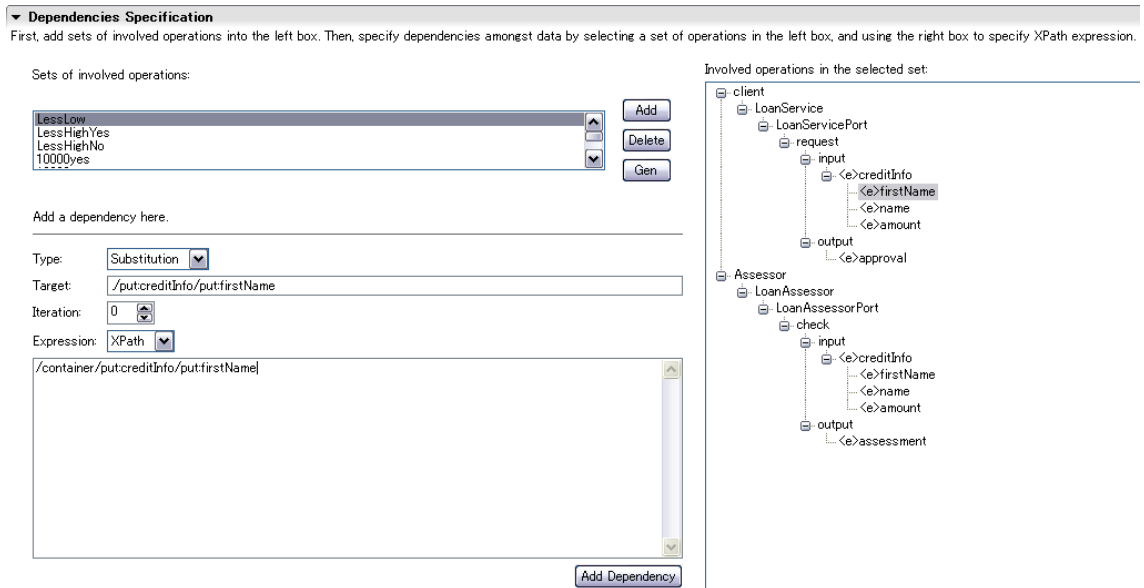 Dependencies Specification
First, add sets of involved operations into the left box. Then, specify dependencies amongst data by selecting a set of operations in the left box, and using the right box to specify XPath expression.
Sets of involved operations:
LessLow
LessHighYes
LessHighNo
10000yes
Add
Delete
Gen
Add a dependency here.
Type: Substitution
Target: ./put:creditInfo/put:firstName
Iteration: 0
Expression: XPath
/container/put:creditInfo/put:firstName
Add Dependency
Involved operations in the selected set:
client
LoanService
LoanServicePort
request
input
<e>creditInfo
<e>firstName
<e>name
<e>amount
output
<e>approval
Assessor
LoanAssessor
LoanAssessorPort
check
input
<e>creditInfo
<e>firstName
<e>name
<e>amount
output
<e>assessment